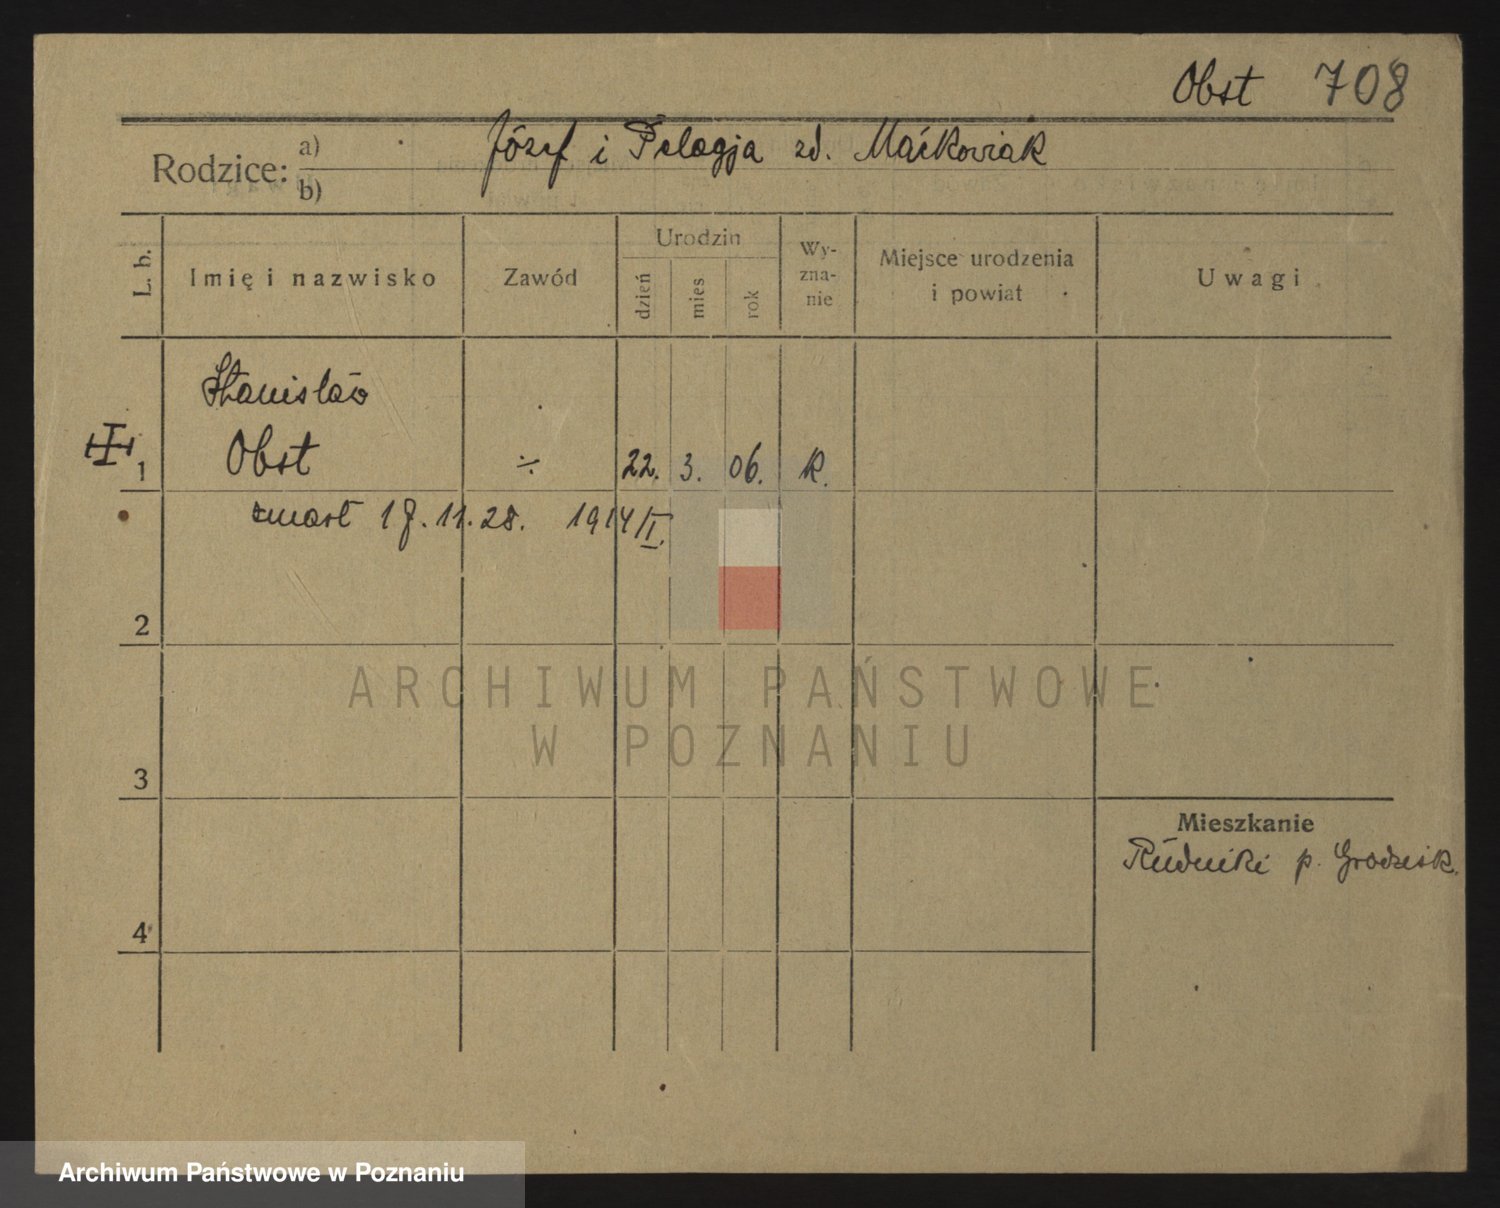 Obst 708
Rodzice: a) Józef i Pelagja zd. Maćkowiak
b)
L. b.
Imię i nazwisko
Zawód
Urodzin
dzień
mies
rok
Wy-
zna-
nie
Miejsce urodzenia
i powiat
Uwagi
Stanisław
1 Obst ÷ 22. 3. 06. k.
zmarł 17.11.28. 1914/II.
2
3
4
Mieszkanie
Rudniki p. Grodzisk.
ARCHIWUM PAŃSTWOWE
W POZNANIU
Archiwum Państwowe w Poznaniu